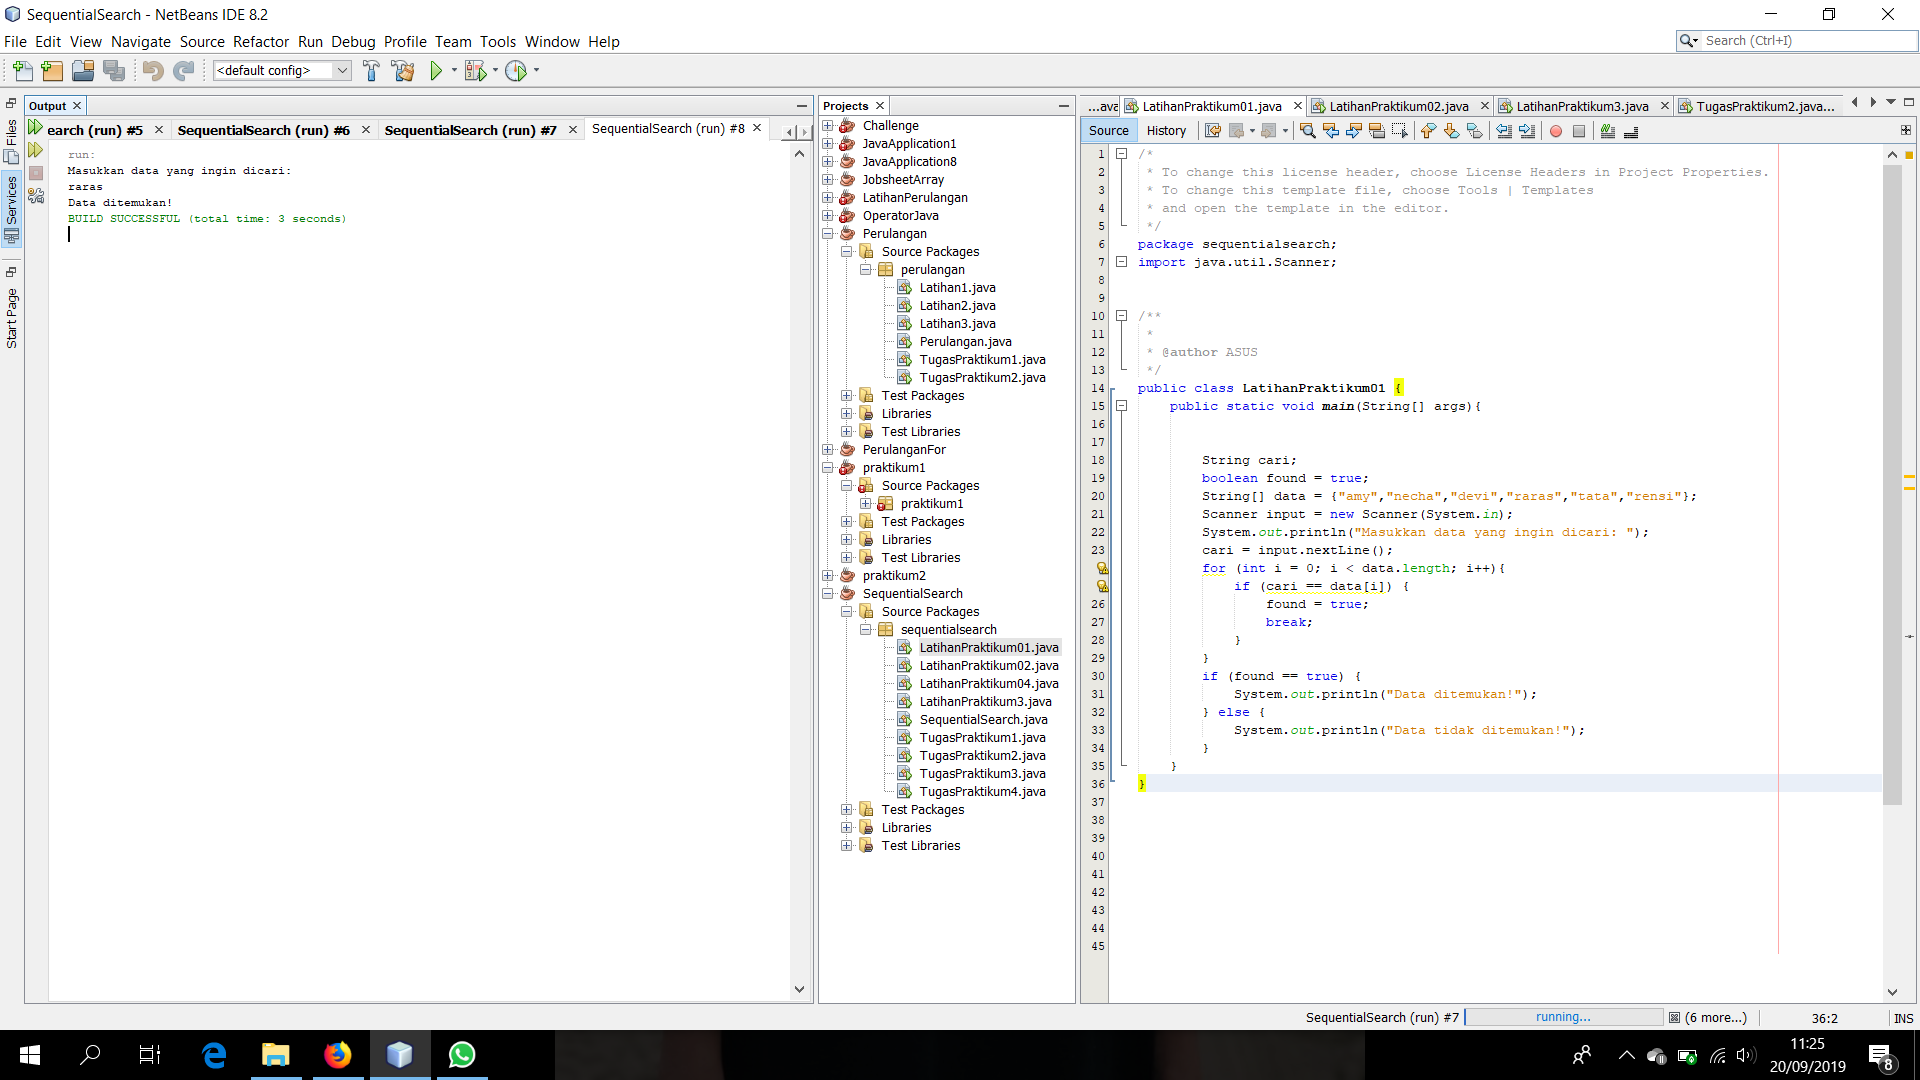 SequentialSearch - NetBeans IDE 8.2
File Edit View Navigate Source Refactor Run Debug Profile Team Tools Window Help
Search (Ctrl+I)
<default config>
Files
Services
Start Page
Output
earch (run) #5
SequentialSearch (run) #6
SequentialSearch (run) #7
SequentialSearch (run) #8
run:
Masukkan data yang ingin dicari:
raras
Data ditemukan!
BUILD SUCCESSFUL (total time: 3 seconds)
Projects
Challenge
JavaApplication1
JavaApplication8
JobsheetArray
LatihanPerulangan
OperatorJava
Perulangan
Source Packages
perulangan
Latihan1.java
Latihan2.java
Latihan3.java
Perulangan.java
TugasPraktikum1.java
TugasPraktikum2.java
Test Packages
Libraries
Test Libraries
PerulanganFor
praktikum1
Source Packages
praktikum1
Test Packages
Libraries
Test Libraries
praktikum2
SequentialSearch
Source Packages
sequentialsearch
LatihanPraktikum01.java
LatihanPraktikum02.java
LatihanPraktikum04.java
LatihanPraktikum3.java
SequentialSearch.java
TugasPraktikum1.java
TugasPraktikum2.java
TugasPraktikum3.java
TugasPraktikum4.java
Test Packages
Libraries
Test Libraries
...ava
LatihanPraktikum01.java
LatihanPraktikum02.java
LatihanPraktikum3.java
TugasPraktikum2.java...
Source History
1 /*
2 * To change this license header, choose License Headers in Project Properties.
3 * To change this template file, choose Tools | Templates
4 * and open the template in the editor.
5 */
6 package sequentialsearch;
7 import java.util.Scanner;
8
9
10 /**
11 *
12 * @author ASUS
13 */
14 public class LatihanPraktikum01 {
15 public static void main(String[] args){
16
17
18 String cari;
19 boolean found = true;
20 String[] data = {"amy","necha","devi","raras","tata","rensi"};
21 Scanner input = new Scanner(System.in);
22 System.out.println("Masukkan data yang ingin dicari: ");
23 cari = input.nextLine();
for (int i = 0; i < data.length; i++){
if (cari == data[i]) {
26 found = true;
27 break;
28 }
29 }
30 if (found == true) {
31 System.out.println("Data ditemukan!");
32 } else {
33 System.out.println("Data tidak ditemukan!");
34 }
35 }
36 }
37
38
39
40
41
42
43
44
45
SequentialSearch (run) #7 running... (6 more...) 36:2 INS
11:25
20/09/2019
8